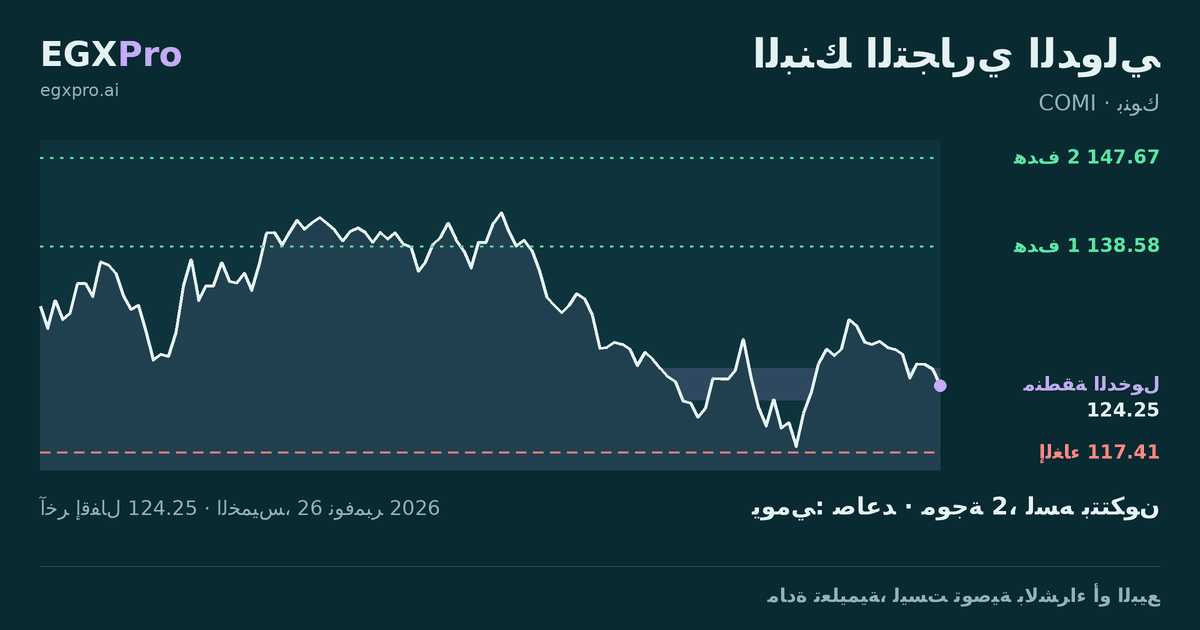 EGXPro
egxpro.ai
البنك التجاري الدولي
COMI · بنوك
هدف 2 147.67
هدف 1 138.58
منطقة الدخول
124.25
إلغاء 117.41
يومي: صاعد · موجة 2، لسه بتتكون
آخر إقفال 124.25 · الخميس، 26 نوفمبر 2026
مادة تعليمية، ليست توصية بالشراء أو البيع